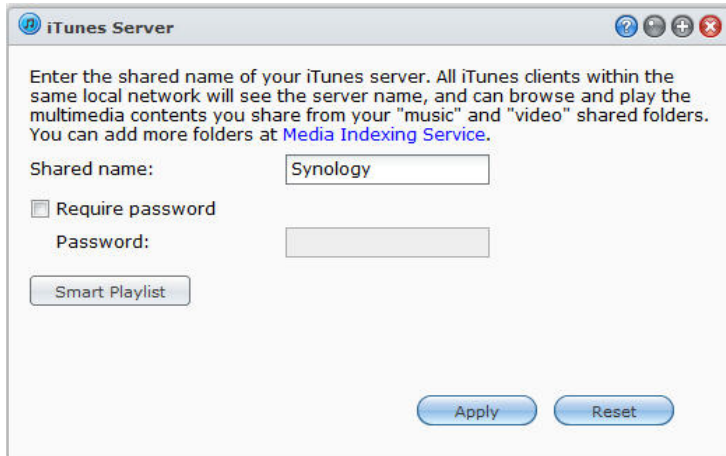 iTunes Server
Enter the shared name of your iTunes server. All iTunes clients within the
same local network will see the server name, and can browse and play the
multimedia contents you share from your "music" and "video" shared folders.
You can add more folders at Media Indexing Service.
Shared name: Synology
Require password
Password:
Smart Playlist
Apply Reset